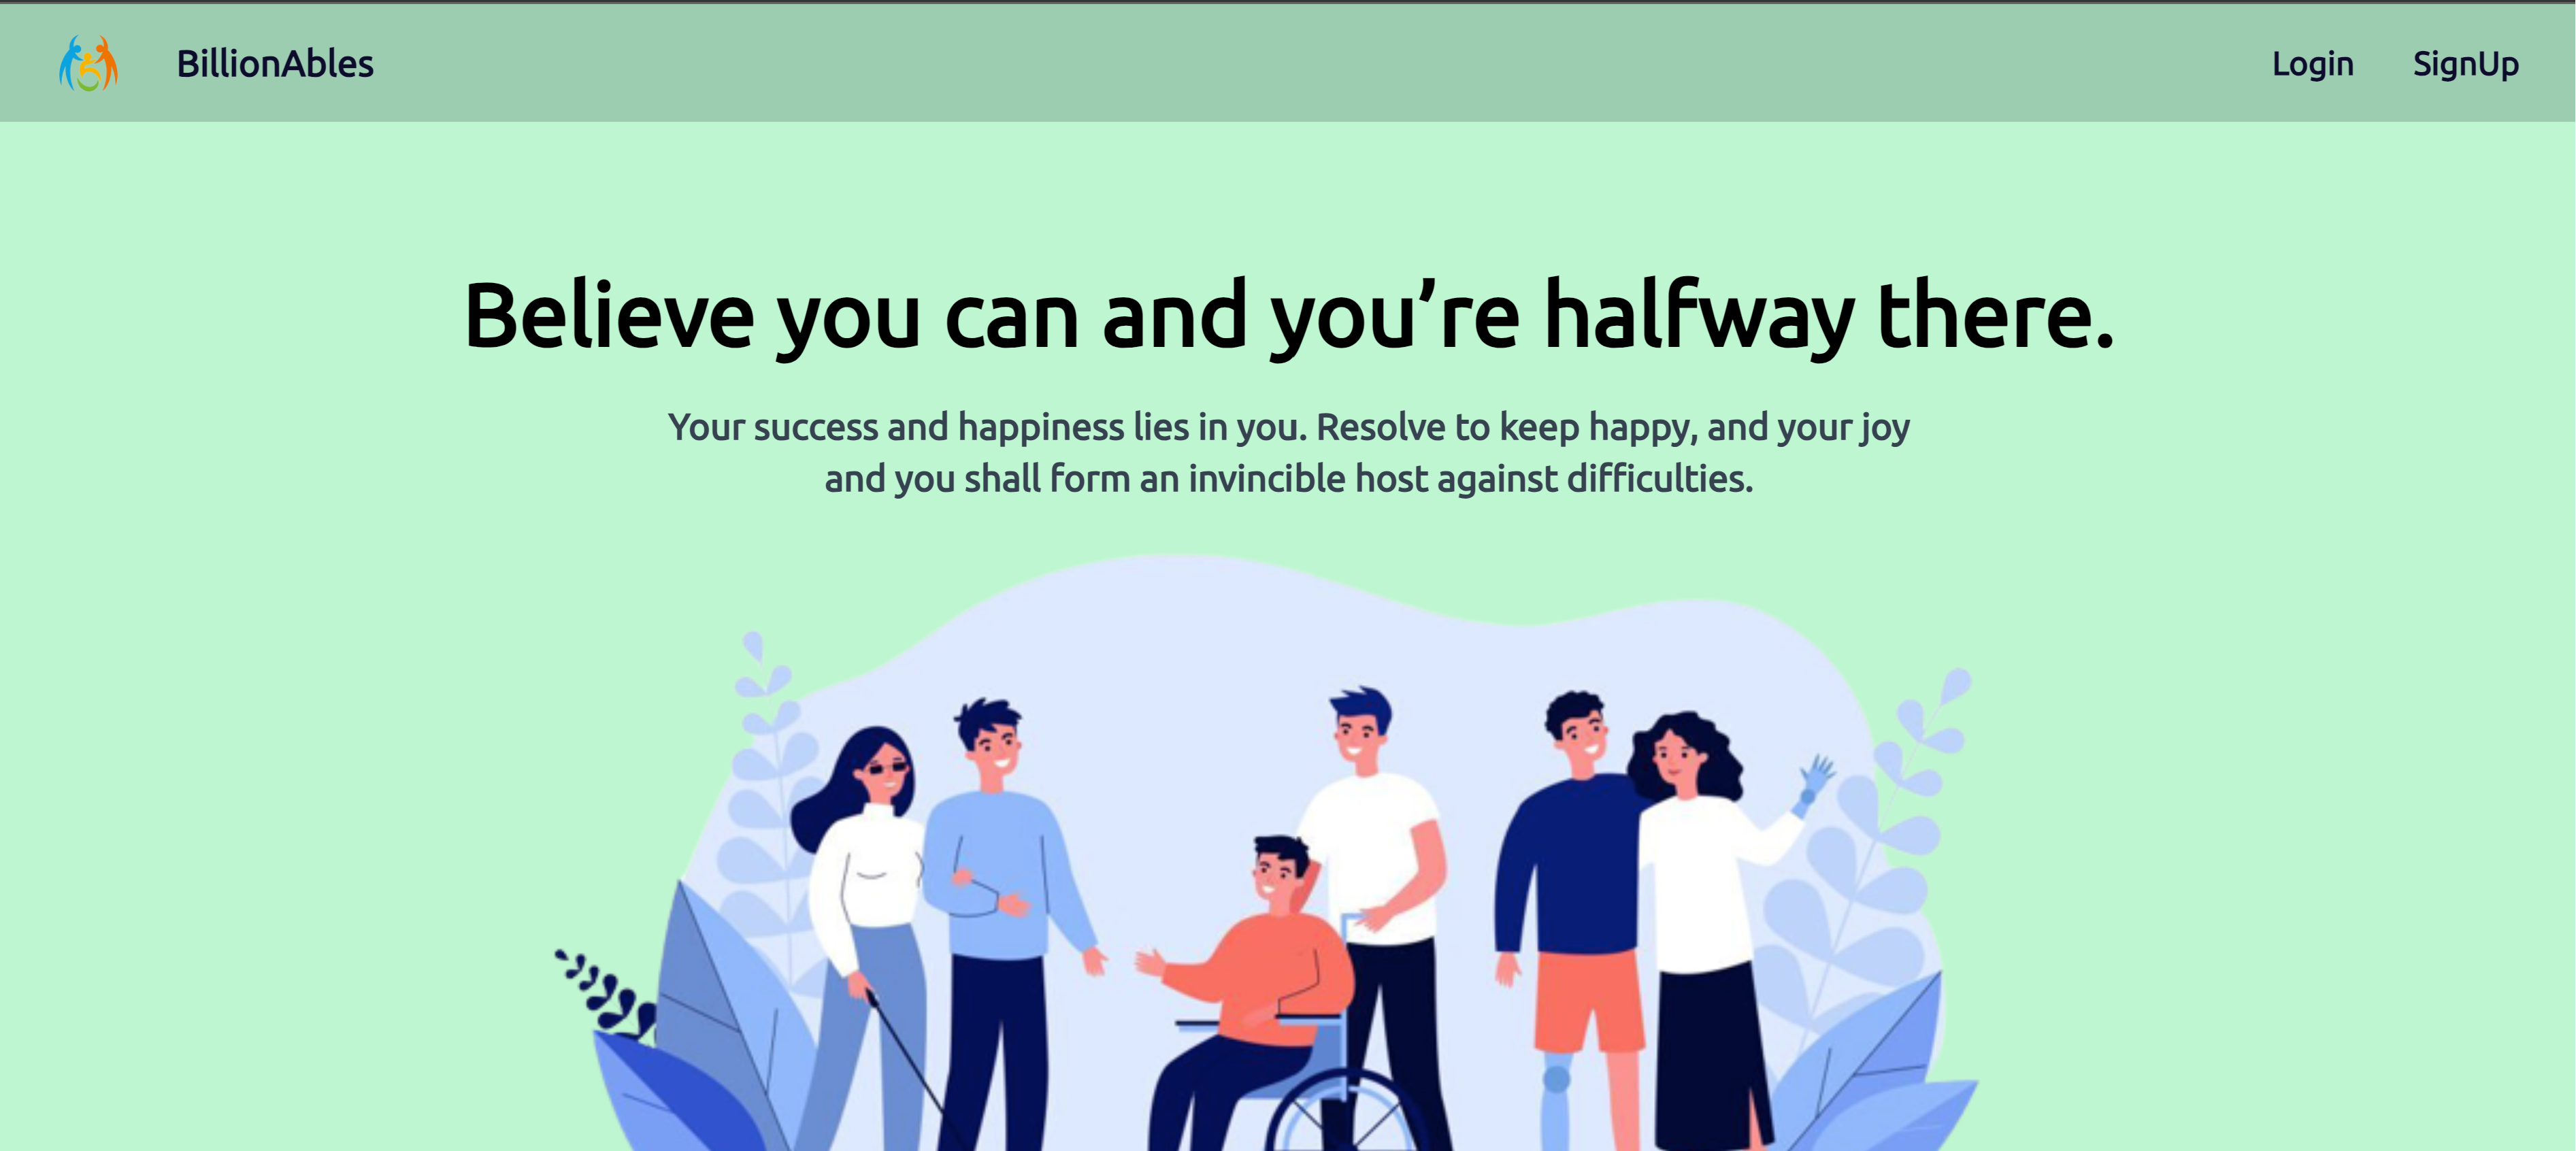 BillionAbles
Login
SignUp
Believe you can and you’re halfway there.
Your success and happiness lies in you. Resolve to keep happy, and your joy
and you shall form an invincible host against difficulties.